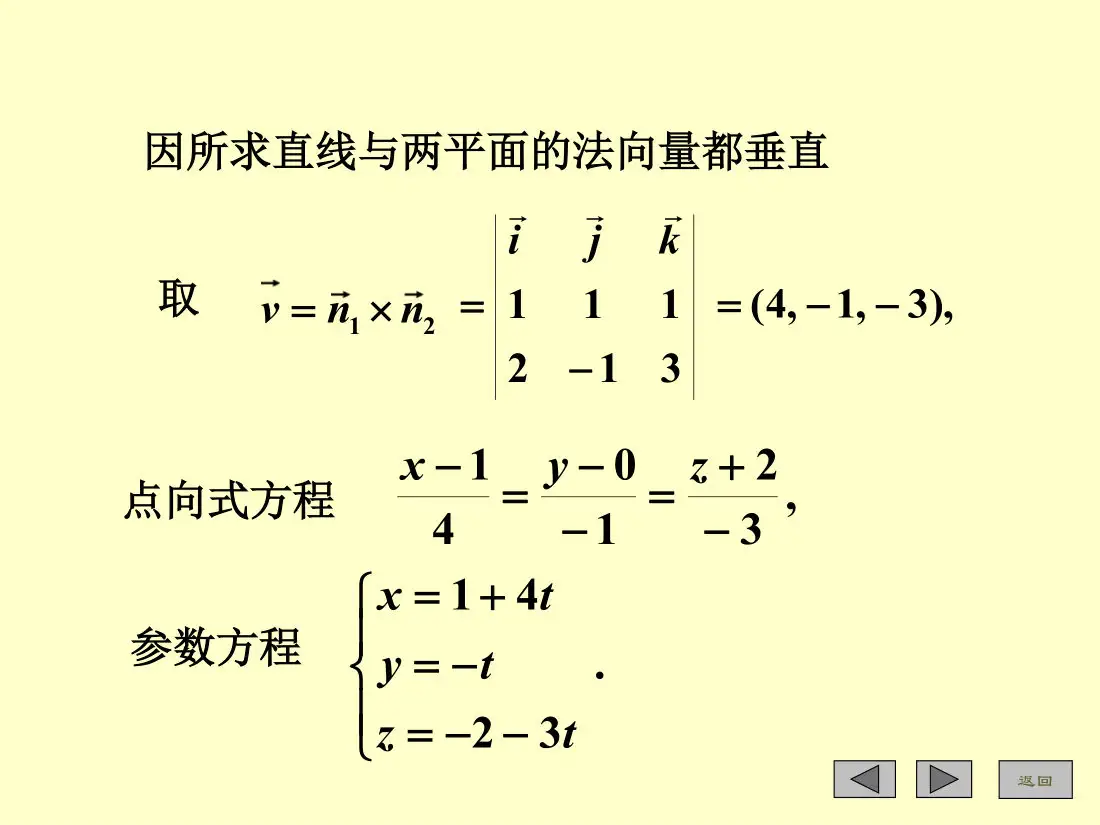 因所求直线与两平面的法向量都垂直
取 v⃗ = n⃗₁ × n⃗₂ = | i⃗ j⃗ k⃗ |
| 1 1 1 | = (4, −1, −3),
| 2 −1 3 |
点向式方程 (x − 1)/4 = (y − 0)/−1 = (z + 2)/−3 ,
参数方程 { x = 1 + 4t
y = −t .
z = −2 − 3t
返回